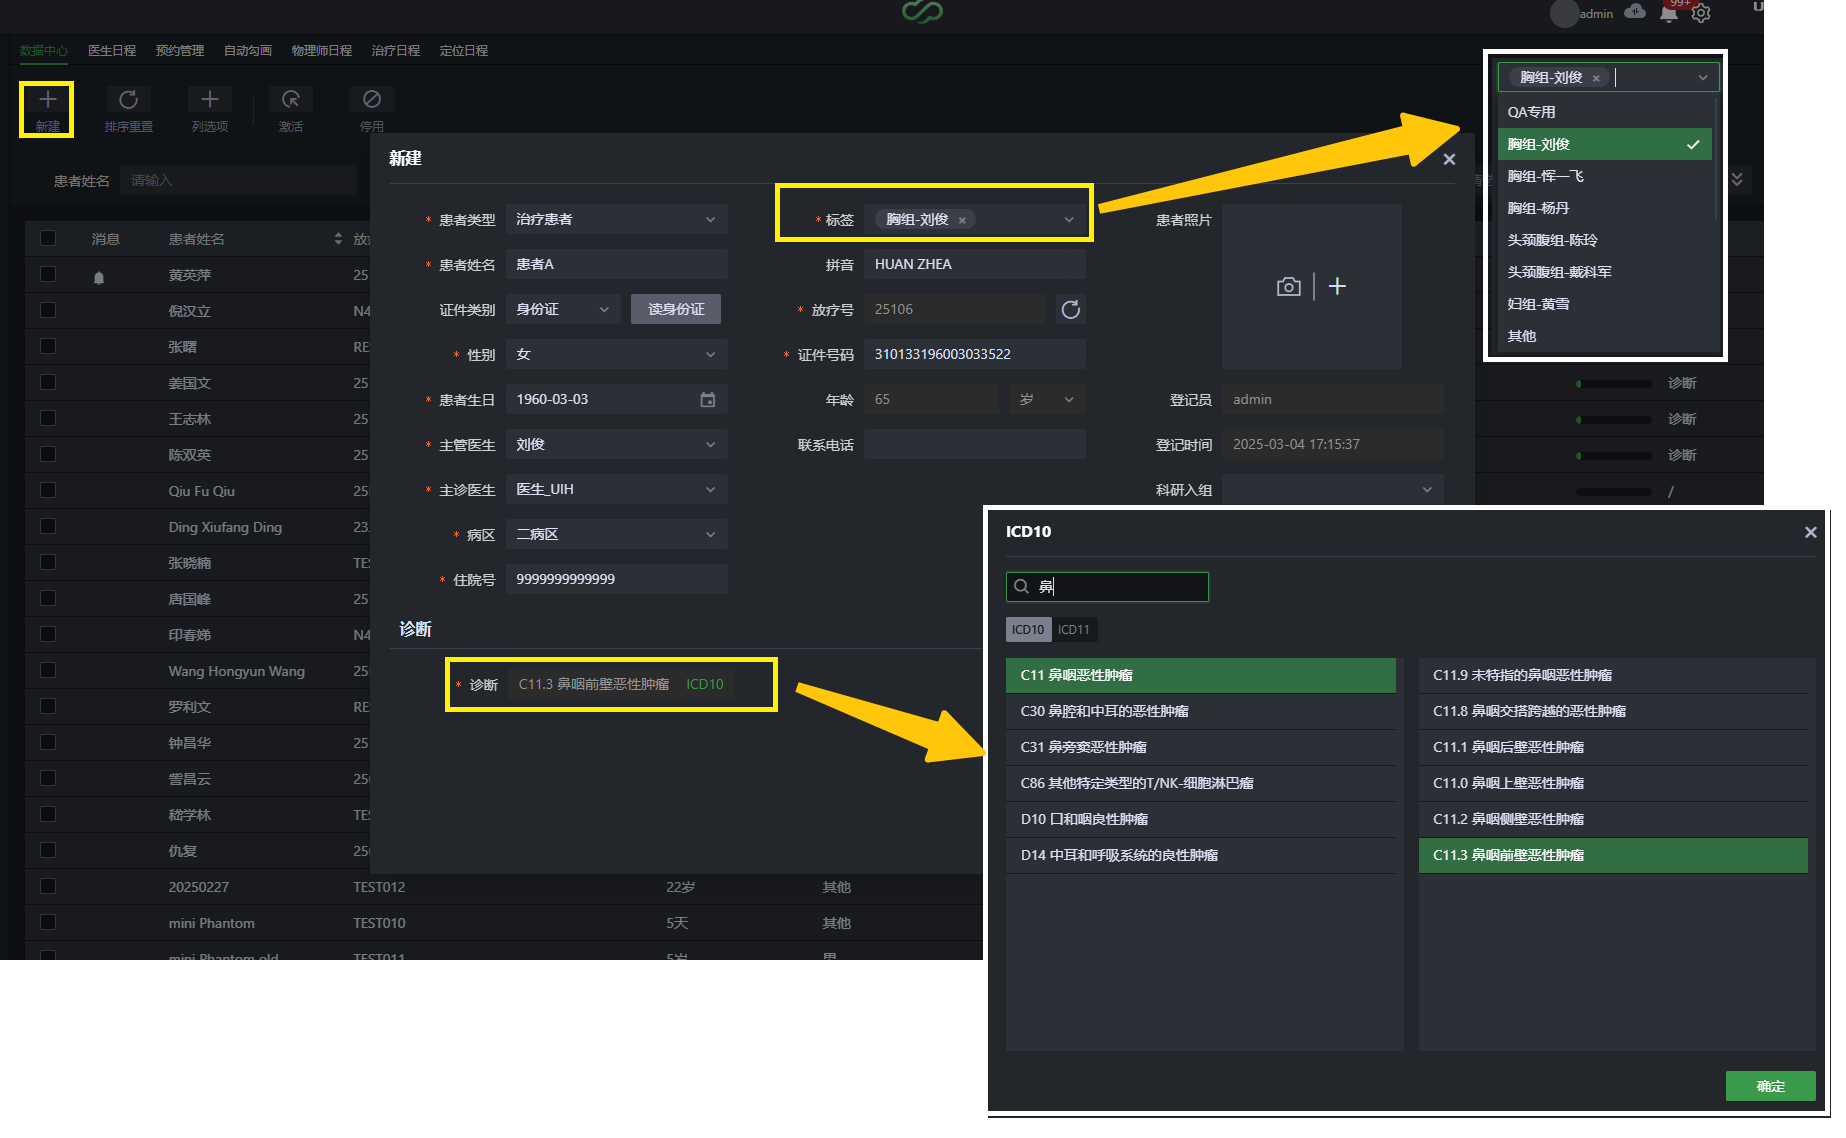 admin
99+
U
数据中心 医生日程 预约管理 自动勾画 物理师日程 治疗日程 定位日程
新建 排序重置 列选项 激活 停用
患者姓名 请输入
消息 患者姓名
黄英萍 25
倪汉立 N4
张曙 RE
姜国文 25
王志林 25
陈双英 25
Qiu Fu Qiu 25
Ding Xiufang Ding 23.
张晓楠 TE
唐国峰 25
印春娣 N4
Wang Hongyun Wang 25
罗利文 RE
钟昌华 25
訾昌云 25
嵇学林 TE
仇复 25
20250227 TEST012 22岁 其他
mini Phantom TEST010 5天 其他
mini Phantom old TEST011 5岁 男
诊断
诊断
诊断
/
新建
* 患者类型 治疗患者
* 标签 胸组-刘俊 ×
患者照片
* 患者姓名 患者A
拼音 HUAN ZHEA
证件类别 身份证 读身份证
* 放疗号 25106
* 性别 女
* 证件号码 310133196003033522
* 患者生日 1960-03-03
年龄 65 岁
登记员 admin
* 主管医生 刘俊
联系电话
登记时间 2025-03-04 17:15:37
* 主诊医生 医生_UIH
科研入组
* 病区 二病区
* 住院号 9999999999999
诊断
* 诊断 C11.3 鼻咽前壁恶性肿瘤 ICD10
胸组-刘俊 ×
QA专用
胸组-刘俊
胸组-恽一飞
胸组-杨丹
头颈腹组-陈玲
头颈腹组-戴科军
妇组-黄雪
其他
ICD10
鼻
ICD10 ICD11
C11 鼻咽恶性肿瘤
C30 鼻腔和中耳的恶性肿瘤
C31 鼻旁窦恶性肿瘤
C86 其他特定类型的T/NK-细胞淋巴瘤
D10 口和咽良性肿瘤
D14 中耳和呼吸系统的良性肿瘤
C11.9 未特指的鼻咽恶性肿瘤
C11.8 鼻咽交搭跨越的恶性肿瘤
C11.1 鼻咽后壁恶性肿瘤
C11.0 鼻咽上壁恶性肿瘤
C11.2 鼻咽侧壁恶性肿瘤
C11.3 鼻咽前壁恶性肿瘤
确定